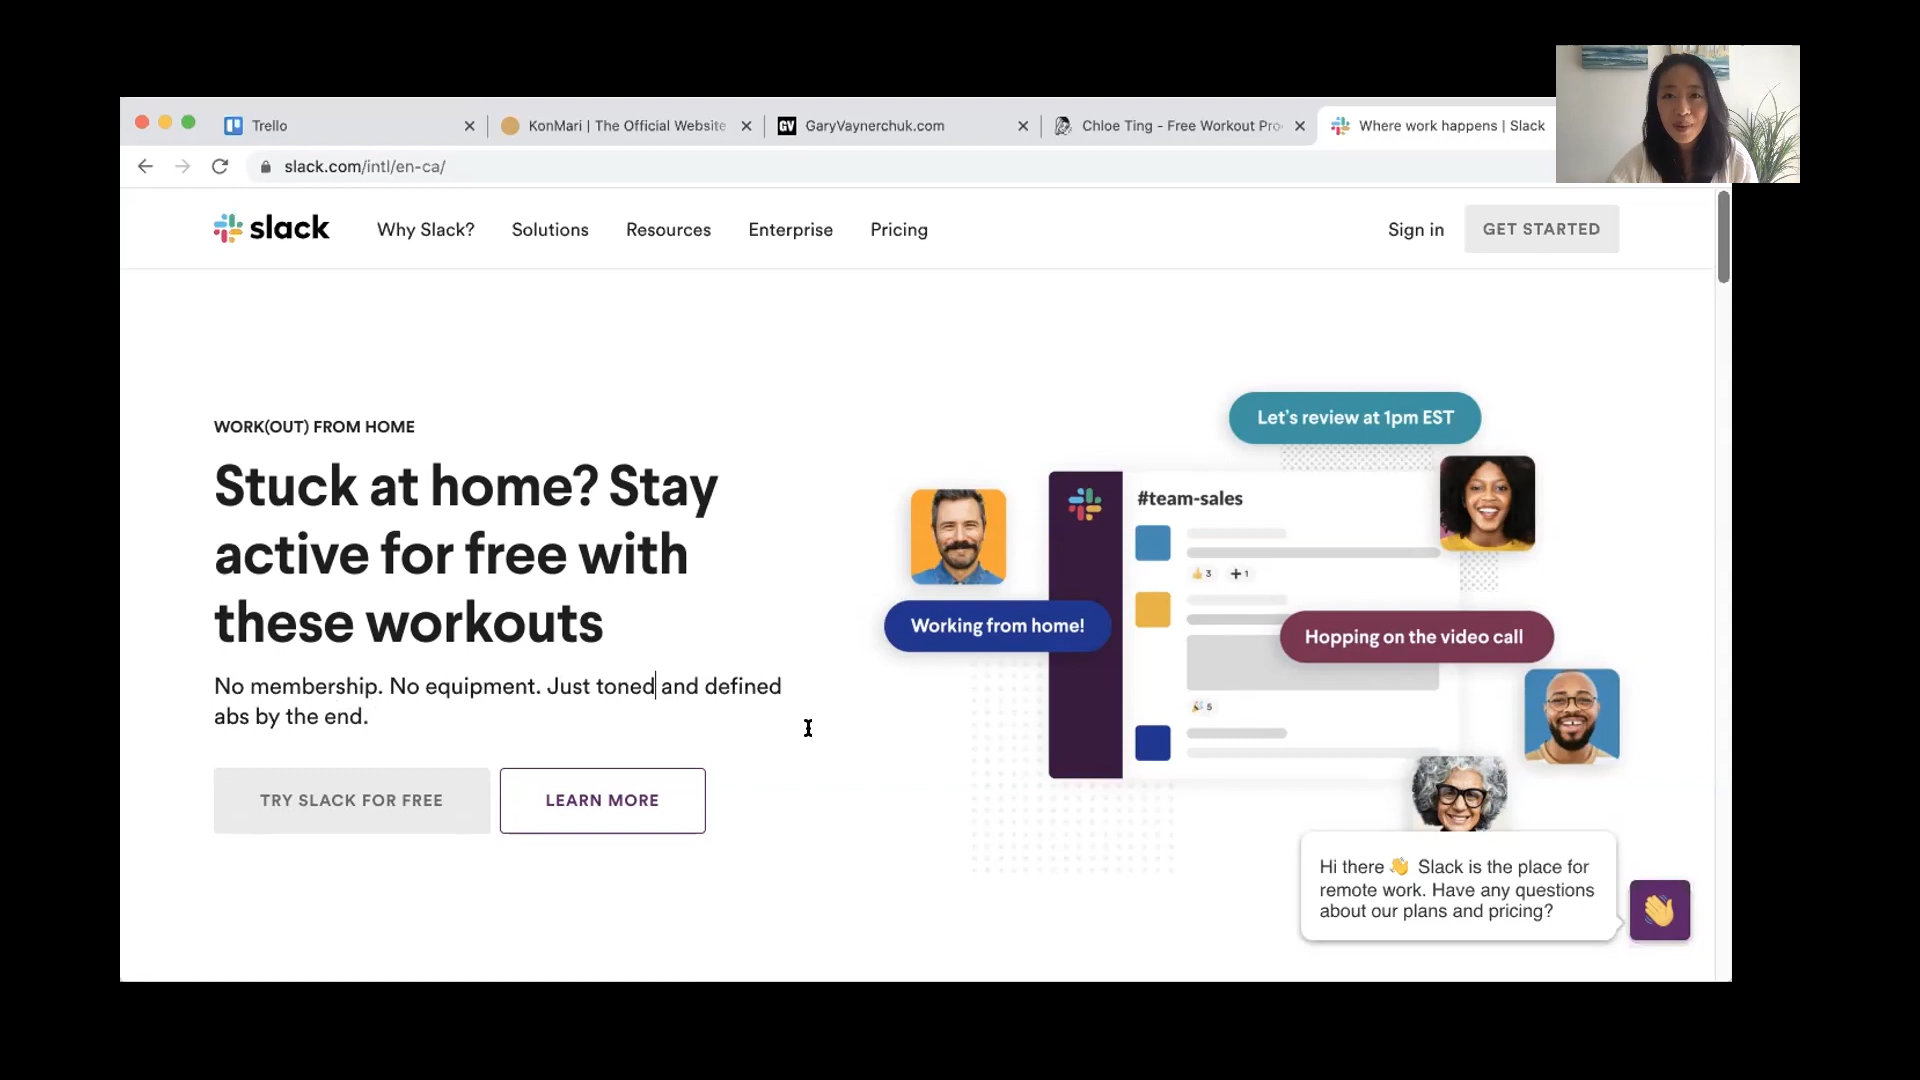 Trello
KonMari | The Official Website
GV
GaryVaynerchuk.com
Chloe Ting - Free Workout Pro
Where work happens | Slack
slack.com/intl/en-ca/
slack
Why Slack?
Solutions
Resources
Enterprise
Pricing
Sign in
GET STARTED
WORK(OUT) FROM HOME
Stuck at home? Stay
active for free with
these workouts
No membership. No equipment. Just toned and defined
abs by the end.
TRY SLACK FOR FREE
LEARN MORE
Let's review at 1pm EST
#team-sales
3
+ 1
Working from home!
Hopping on the video call
5
Hi there 👋 Slack is the place for
remote work. Have any questions
about our plans and pricing?